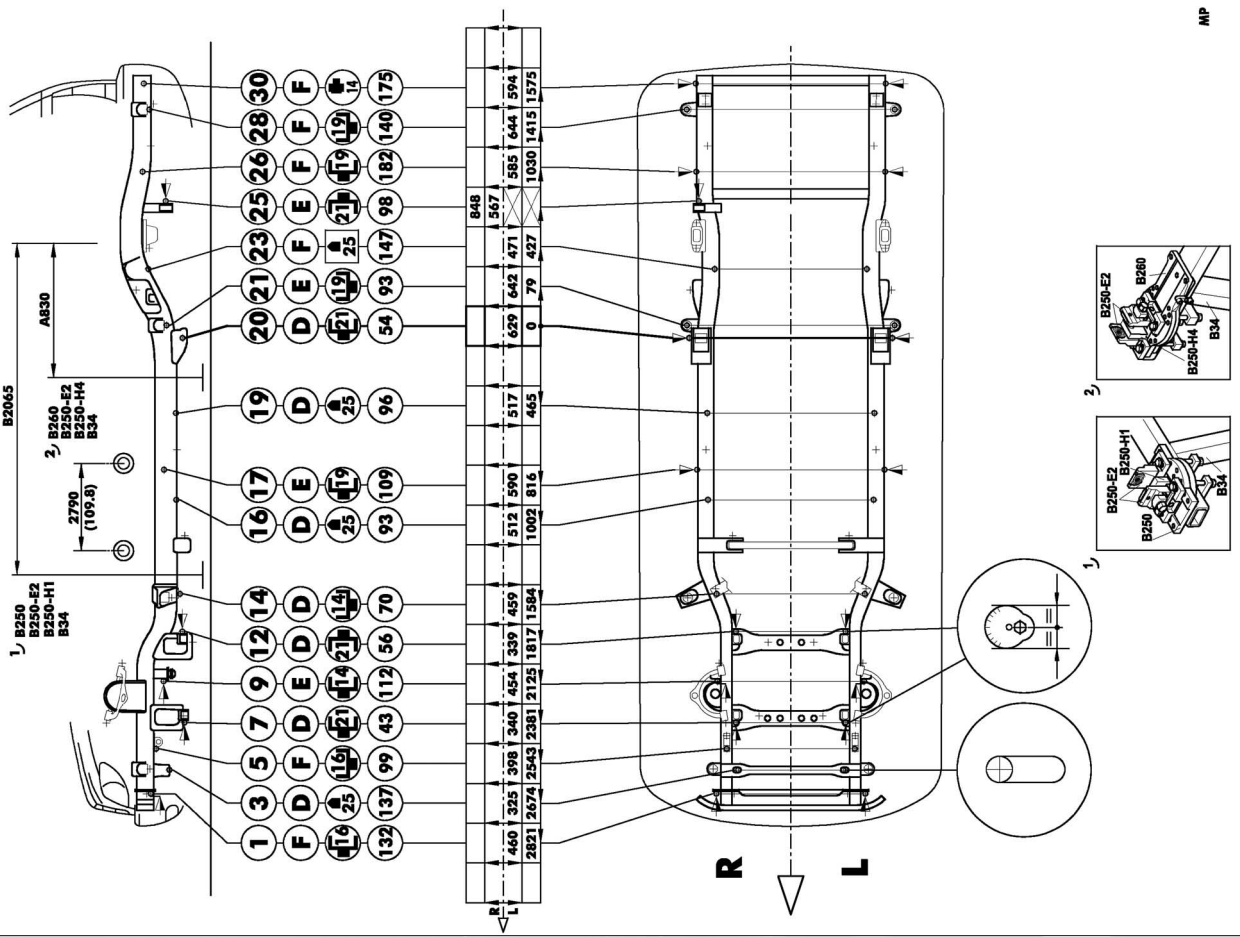 B2065
A830
2790
(109.8)
1) B250
B250-E2
B250-H1
B34
2) B260
B250-E2
B250-H4
B34
1 3 5 7 9 12 14 16 17 19 20 21 23 25 26 28 30
F D F D E D D D E D D E F E F F F
16 25 16 21 14 21 14 25 19 25 21 19 25 21 19 19 14
132 137 99 43 112 56 70 93 109 96 54 93 147 98 182 140 175
848
R
460 325 398 340 454 339 459 512 590 517 629 642 471 567 585 644 594
L
2821 2674 2543 2381 2125 1817 1584 1002 816 465 0 79 427 1030 1415 1575
R
L
1)
B250-E2
B250-H1
B250
B34
2)
B250-E2
B260
B250-H4
B34
MP